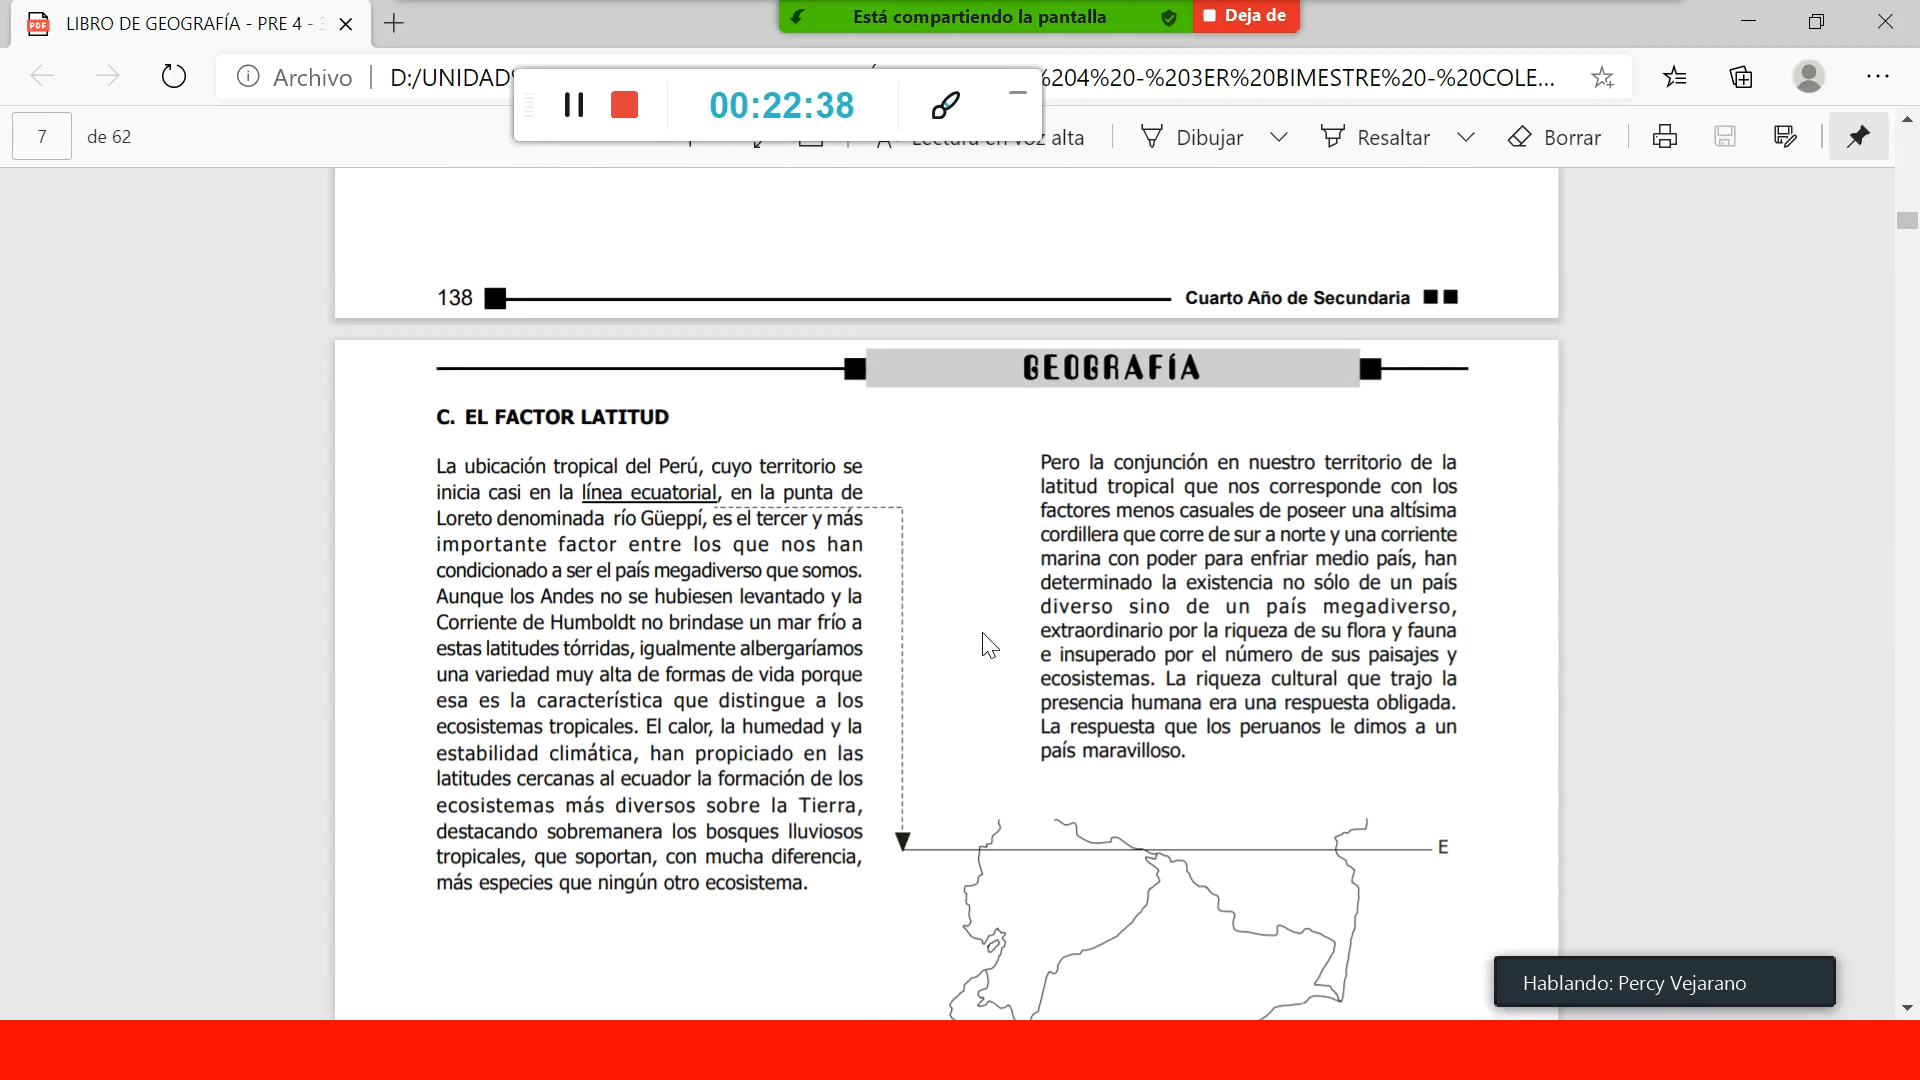 LIBRO DE GEOGRAFÍA - PRE 4 - 3
Está compartiendo la pantalla
Deja de
Archivo
D:/UNIDAD
%204%20-%203ER%20BIMESTRE%20-%20COLE...
00:22:38
7 de 62
Lectura en voz alta
Dibujar
Resaltar
Borrar
138
Cuarto Año de Secundaria
GEOGRAFÍA
C. EL FACTOR LATITUD
La ubicación tropical del Perú, cuyo territorio se
inicia casi en la línea ecuatorial, en la punta de
Loreto denominada río Güeppí, es el tercer y más
importante factor entre los que nos han
condicionado a ser el país megadiverso que somos.
Aunque los Andes no se hubiesen levantado y la
Corriente de Humboldt no brindase un mar frío a
estas latitudes tórridas, igualmente albergaríamos
una variedad muy alta de formas de vida porque
esa es la característica que distingue a los
ecosistemas tropicales. El calor, la humedad y la
estabilidad climática, han propiciado en las
latitudes cercanas al ecuador la formación de los
ecosistemas más diversos sobre la Tierra,
destacando sobremanera los bosques lluviosos
tropicales, que soportan, con mucha diferencia,
más especies que ningún otro ecosistema.
Pero la conjunción en nuestro territorio de la
latitud tropical que nos corresponde con los
factores menos casuales de poseer una altísima
cordillera que corre de sur a norte y una corriente
marina con poder para enfriar medio país, han
determinado la existencia no sólo de un país
diverso sino de un país megadiverso,
extraordinario por la riqueza de su flora y fauna
e insuperado por el número de sus paisajes y
ecosistemas. La riqueza cultural que trajo la
presencia humana era una respuesta obligada.
La respuesta que los peruanos le dimos a un
país maravilloso.
E
Hablando: Percy Vejarano